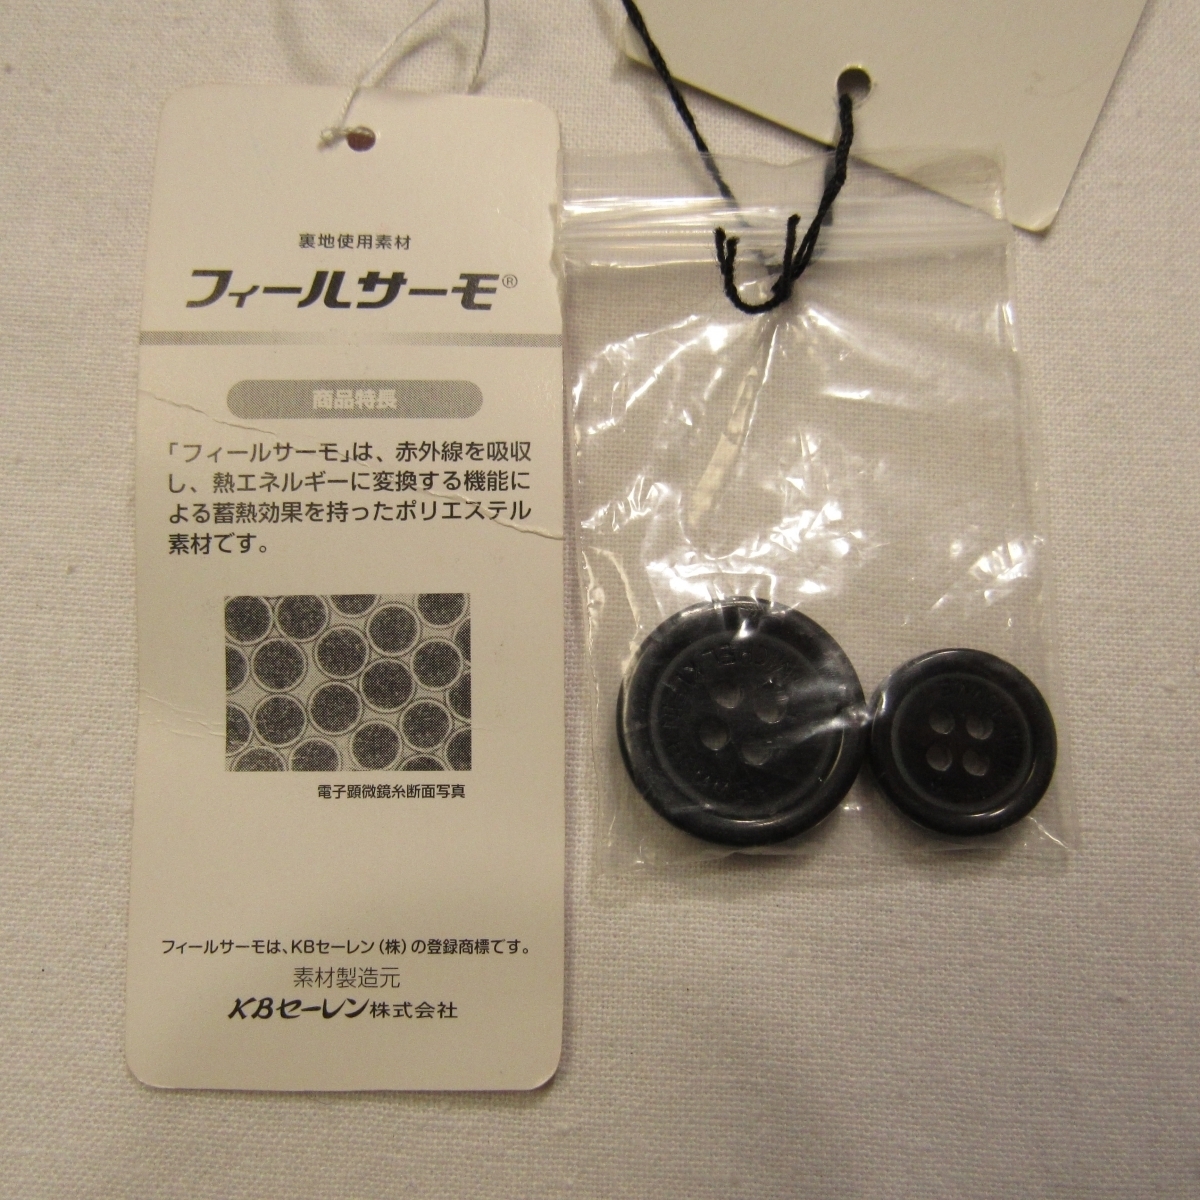 裏地使用素材
フィールサーモ®
商品特長
「フィールサーモ」は、赤外線を吸収
し、熱エネルギーに変換する機能に
よる蓄熱効果を持ったポリエステル
素材です。
電子顕微鏡糸断面写真
フィールサーモは、KBセーレン(株)の登録商標です。
素材製造元
KBセーレン株式会社